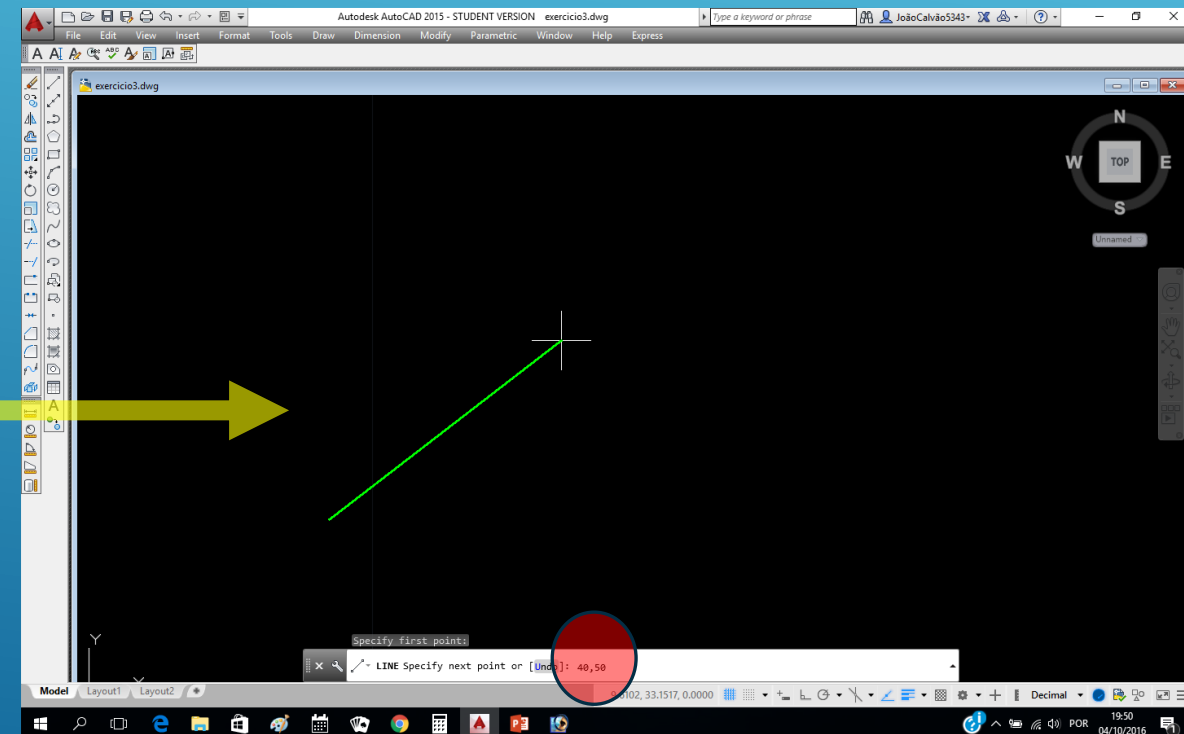 Autodesk AutoCAD 2015 - STUDENT VERSION exercicio3.dwg
Type a keyword or phrase
JoãoCalvão5343
File Edit View Insert Format Tools Draw Dimension Modify Parametric Window Help Express
exercicio3.dwg
N
W TOP E
S
Unnamed
Y
Specify first point:
LINE Specify next point or [Undo]: 40,50
Model Layout1 Layout2
33.1517, 0.0000
Decimal
POR
19:50
04/10/2016